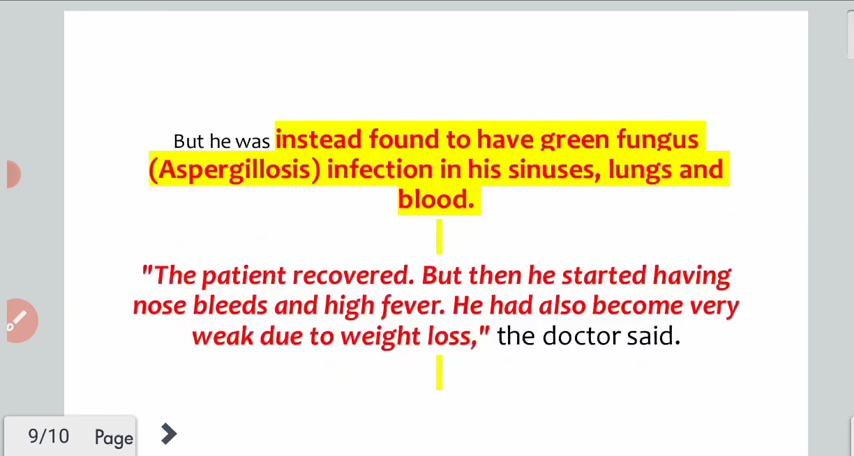 But he was instead found to have green fungus
(Aspergillosis) infection in his sinuses, lungs and
blood.
"The patient recovered. But then he started having
nose bleeds and high fever. He had also become very
weak due to weight loss," the doctor said.
9/10 Page